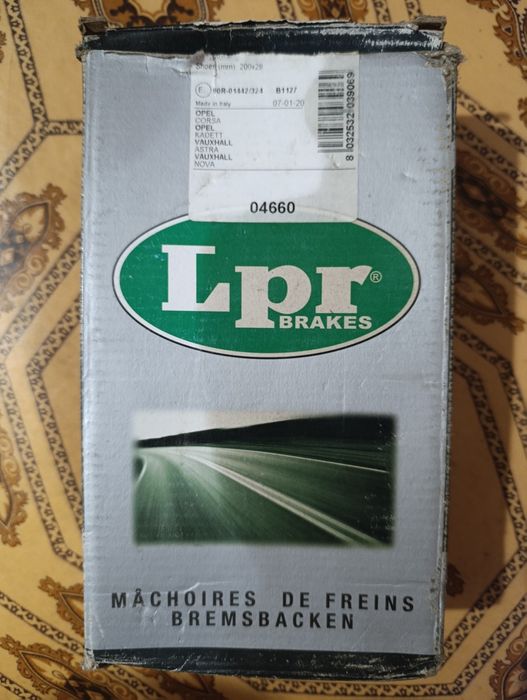 Shoes (mm) 200x29
90R-01442/324 B1127
Made in Italy 07-01-20
OPEL
CORSA
OPEL
KADETT
VAUXHALL
ASTRA
VAUXHALL
NOVA
8 032532 039069
04660
Lpr®
BRAKES
MÂCHOIRES DE FREINS
BREMSBACKEN